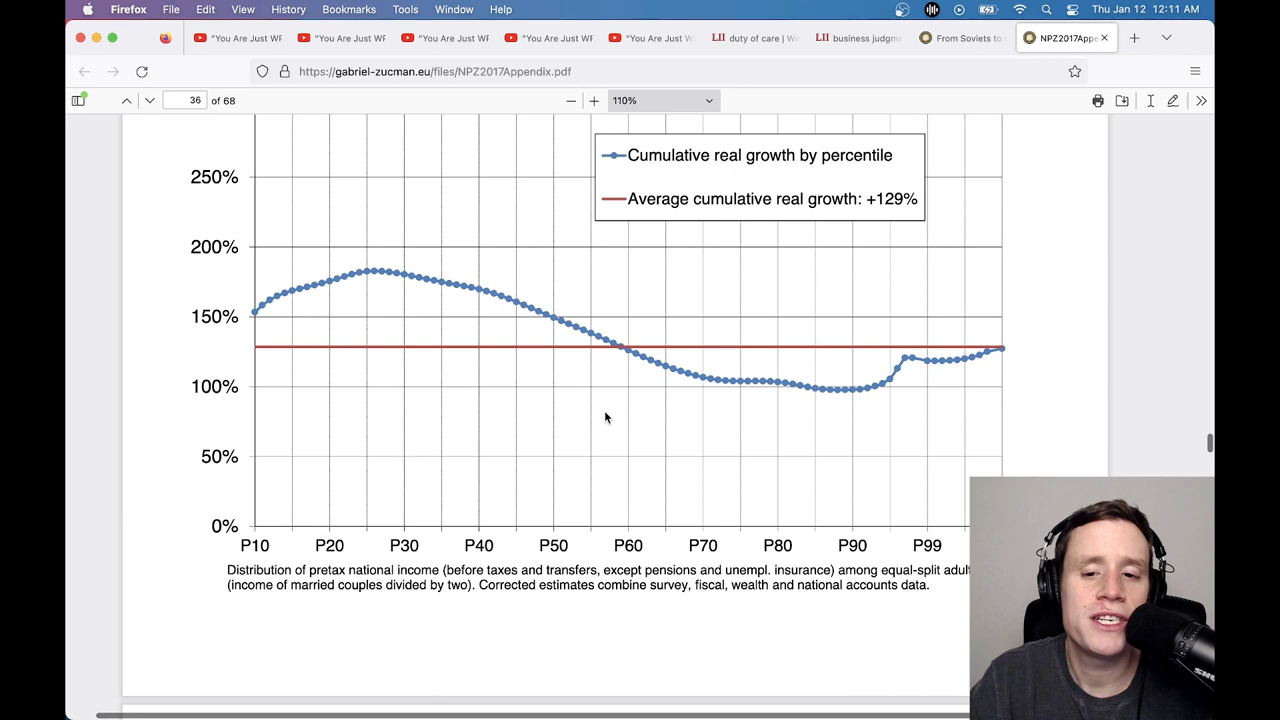 Firefox File Edit View History Bookmarks Tools Window Help Thu Jan 12 12:11 AM
"You Are Just WF "You Are Just WF "You Are Just WF "You Are Just WF "You Are Just W LII duty of care | We LII business judgme From Soviets to NPZ2017Appe
https://gabriel-zucman.eu/files/NPZ2017Appendix.pdf
36 of 68 110%
Cumulative real growth by percentile
Average cumulative real growth: +129%
250%
200%
150%
100%
50%
0%
P10 P20 P30 P40 P50 P60 P70 P80 P90 P99
Distribution of pretax national income (before taxes and transfers, except pensions and unempl. insurance) among equal-split adul
(income of married couples divided by two). Corrected estimates combine survey, fiscal, wealth and national accounts data.